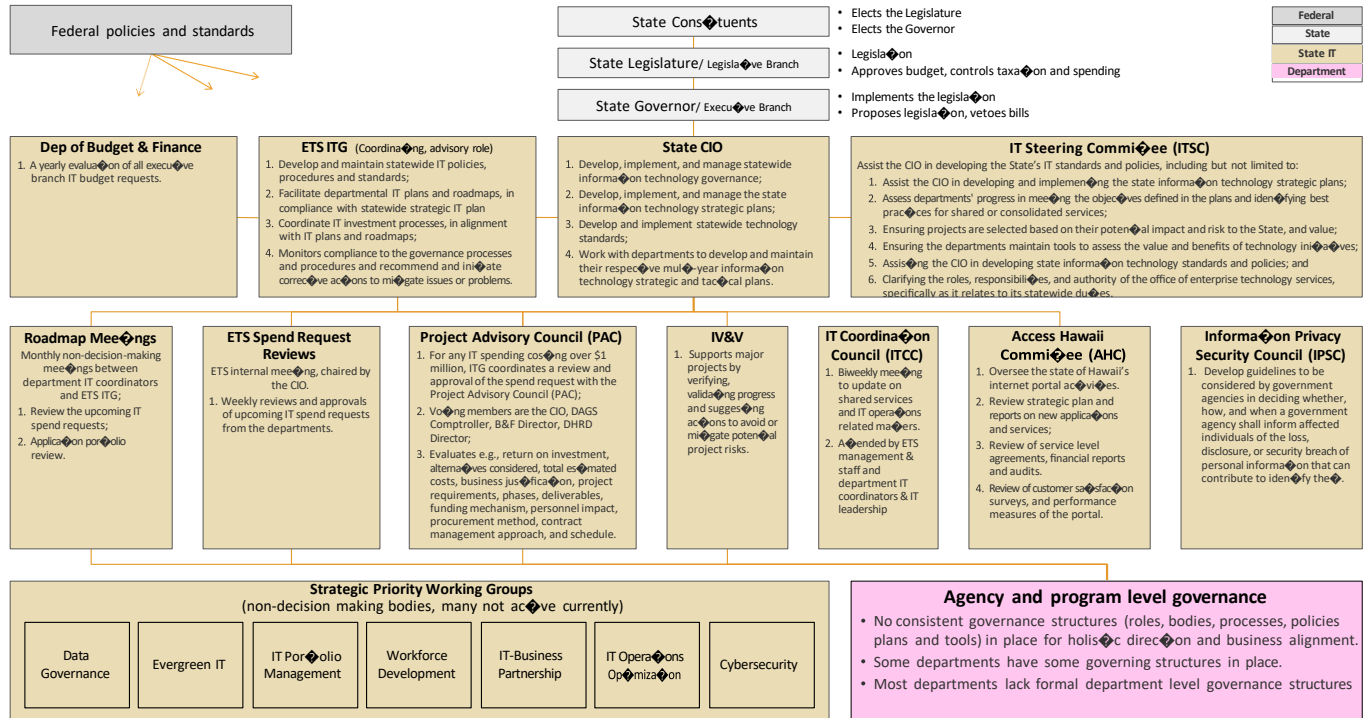 Federal policies and standards
State Cons�tuents
• Elects the Legislature
• Elects the Governor
State Legislature/ Legisla�ve Branch
• Legisla�on
• Approves budget, controls taxa�on and spending
State Governor/ Execu�ve Branch
• Implements the legisla�on
• Proposes legisla�on, vetoes bills
Federal
State
State IT
Department
Dep of Budget & Finance
1. A yearly evalua�on of all execu�ve
branch IT budget requests.
ETS ITG (Coordina�ng, advisory role)
1. Develop and maintain statewide IT policies,
procedures and standards;
2. Facilitate departmental IT plans and roadmaps, in
compliance with statewide strategic IT plan
3. Coordinate IT investment processes, in alignment
with IT plans and roadmaps;
4. Monitors compliance to the governance processes
and procedures and recommend and ini�ate
correc�ve ac�ons to mi�gate issues or problems.
State CIO
1. Develop, implement, and manage statewide
informa�on technology governance;
2. Develop, implement, and manage the state
informa�on technology strategic plans;
3. Develop and implement statewide technology
standards;
4. Work with departments to develop and maintain
their respec�ve mul�-year informa�on
technology strategic and tac�cal plans.
IT Steering Commi�ee (ITSC)
Assist the CIO in developing the State's IT standards and policies, including but not limited to:
1. Assist the CIO in developing and implemen�ng the state informa�on technology strategic plans;
2. Assess departments' progress in mee�ng the objec�ves defined in the plans and iden�fying best
prac�ces for shared or consolidated services;
3. Ensuring projects are selected based on their poten�al impact and risk to the State, and value;
4. Ensuring the departments maintain tools to assess the value and benefits of technology ini�a�ves;
5. Assis�ng the CIO in developing state informa�on technology standards and policies; and
6. Clarifying the roles, responsibili�es, and authority of the office of enterprise technology services,
specifically as it relates to its statewide du�es.
Roadmap Mee�ngs
Monthly non-decision-making
mee�ngs between
department IT coordinators
and ETS ITG;
1. Review the upcoming IT
spend requests;
2. Applica�on por�olio
review.
ETS Spend Request
Reviews
ETS internal mee�ng, chaired by
the CIO.
1. Weekly reviews and approvals
of upcoming IT spend requests
from the departments.
Project Advisory Council (PAC)
1. For any IT spending cos�ng over $1
million, ITG coordinates a review and
approval of the spend request with the
Project Advisory Council (PAC);
2. Vo�ng members are the CIO, DAGS
Comptroller, B&F Director, DHRD
Director;
3. Evaluates e.g., return on investment,
alterna�ves considered, total es�mated
costs, business jus�fica�on, project
requirements, phases, deliverables,
funding mechanism, personnel impact,
procurement method, contract
management approach, and schedule.
IV&V
1. Supports major
projects by
verifying,
valida�ng progress
and sugges�ng
ac�ons to avoid or
mi�gate poten�al
project risks.
IT Coordina�on
Council (ITCC)
1. Biweekly mee�ng
to update on
shared services
and IT opera�ons
related ma�ers.
2. A�ended by ETS
management &
staff and
department IT
coordinators & IT
leadership
Access Hawaii
Commi�ee (AHC)
1. Oversee the state of Hawaii's
internet portal ac�vi�es.
2. Review strategic plan and
reports on new applica�ons
and services;
3. Review of service level
agreements, financial reports
and audits.
4. Review of customer sa�sfac�on
surveys, and performance
measures of the portal.
Informa�on Privacy
Security Council (IPSC)
1. Develop guidelines to be
considered by government
agencies in deciding whether,
how, and when a government
agency shall inform affected
individuals of the loss,
disclosure, or security breach of
personal informa�on that can
contribute to iden�fy the�.
Strategic Priority Working Groups
(non-decision making bodies, many not ac�ve currently)
Data
Governance
Evergreen IT
IT Por�olio
Management
Workforce
Development
IT-Business
Partnership
IT Opera�ons
Op�miza�on
Cybersecurity
Agency and program level governance
• No consistent governance structures (roles, bodies, processes, policies
plans and tools) in place for holis�c direc�on and business alignment.
• Some departments have some governing structures in place.
• Most departments lack formal department level governance structures